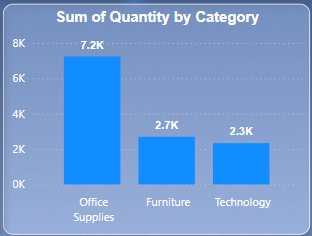 Sum of Quantity by Category
8K
6K
4K
2K
0K
7.2K
2.7K
2.3K
Office
Supplies
Furniture
Technology